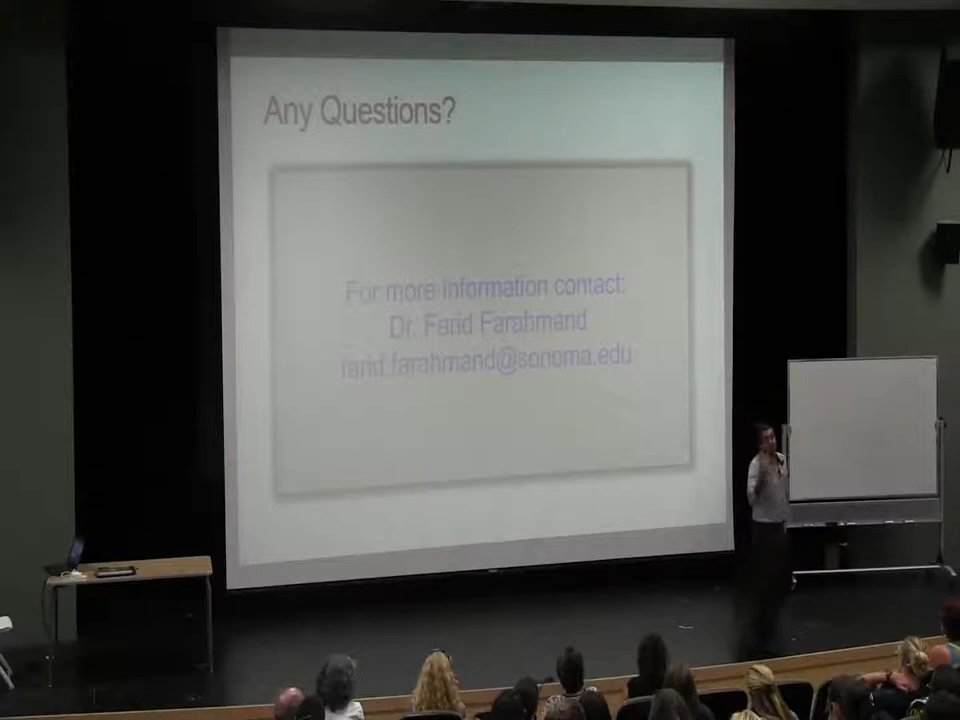 Any Questions?
For more information contact:
Dr. Farid Farahmand
farid.farahmand@sonoma.edu